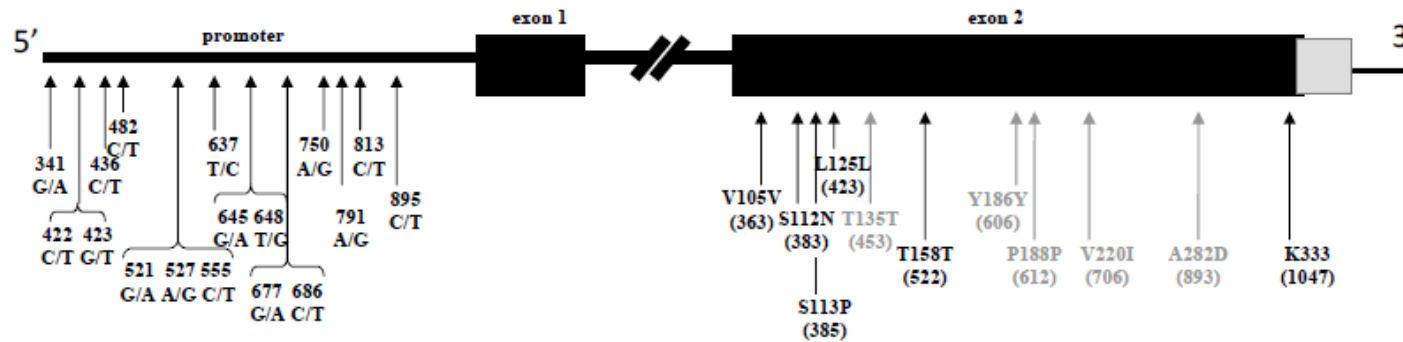 exon 1
exon 2
5’
promoter
3
482
C/T
341
G/A
436
C/T
637
T/C
750
A/G
813
C/T
422 423
C/T G/T
645 648
G/A T/G
791
A/G
895
C/T
521 527 555
G/A A/G C/T
677 686
G/A C/T
L125L
(423)
V105V
(363)
S112N
(383)
T135T
(453)
Y186Y
(606)
T158T
(522)
P188P
(612)
V220I
(706)
A282D
(893)
K333
(1047)
S113P
(385)